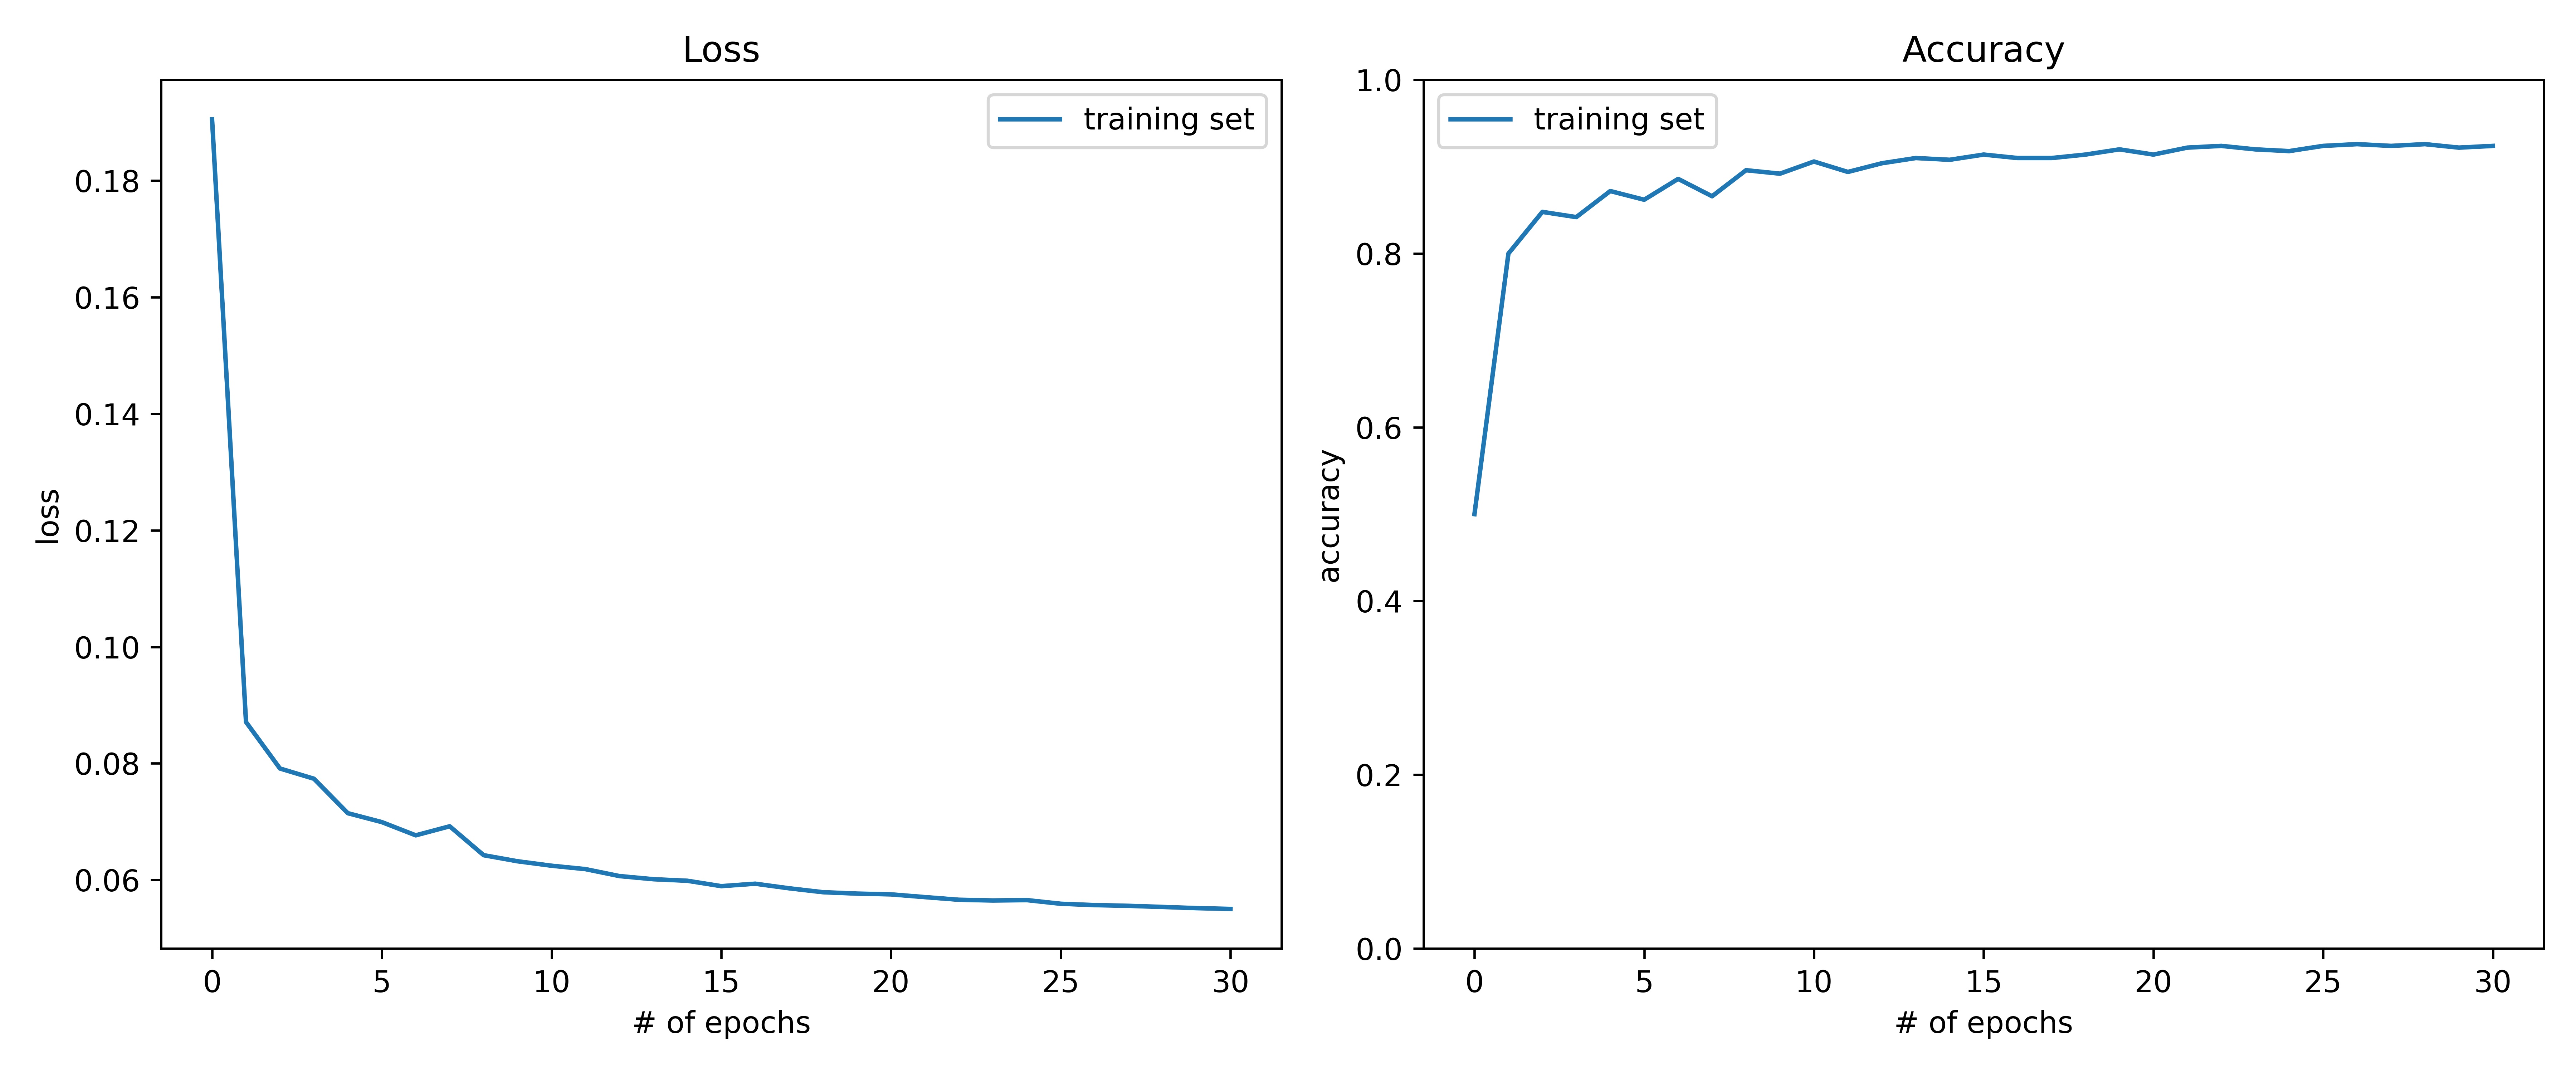 Loss
training set
0.18
0.16
0.14
0.12
0.10
0.08
0.06
loss
0 5 10 15 20 25 30
# of epochs
Accuracy
training set
1.0
0.8
0.6
0.4
0.2
0.0
accuracy
0 5 10 15 20 25 30
# of epochs